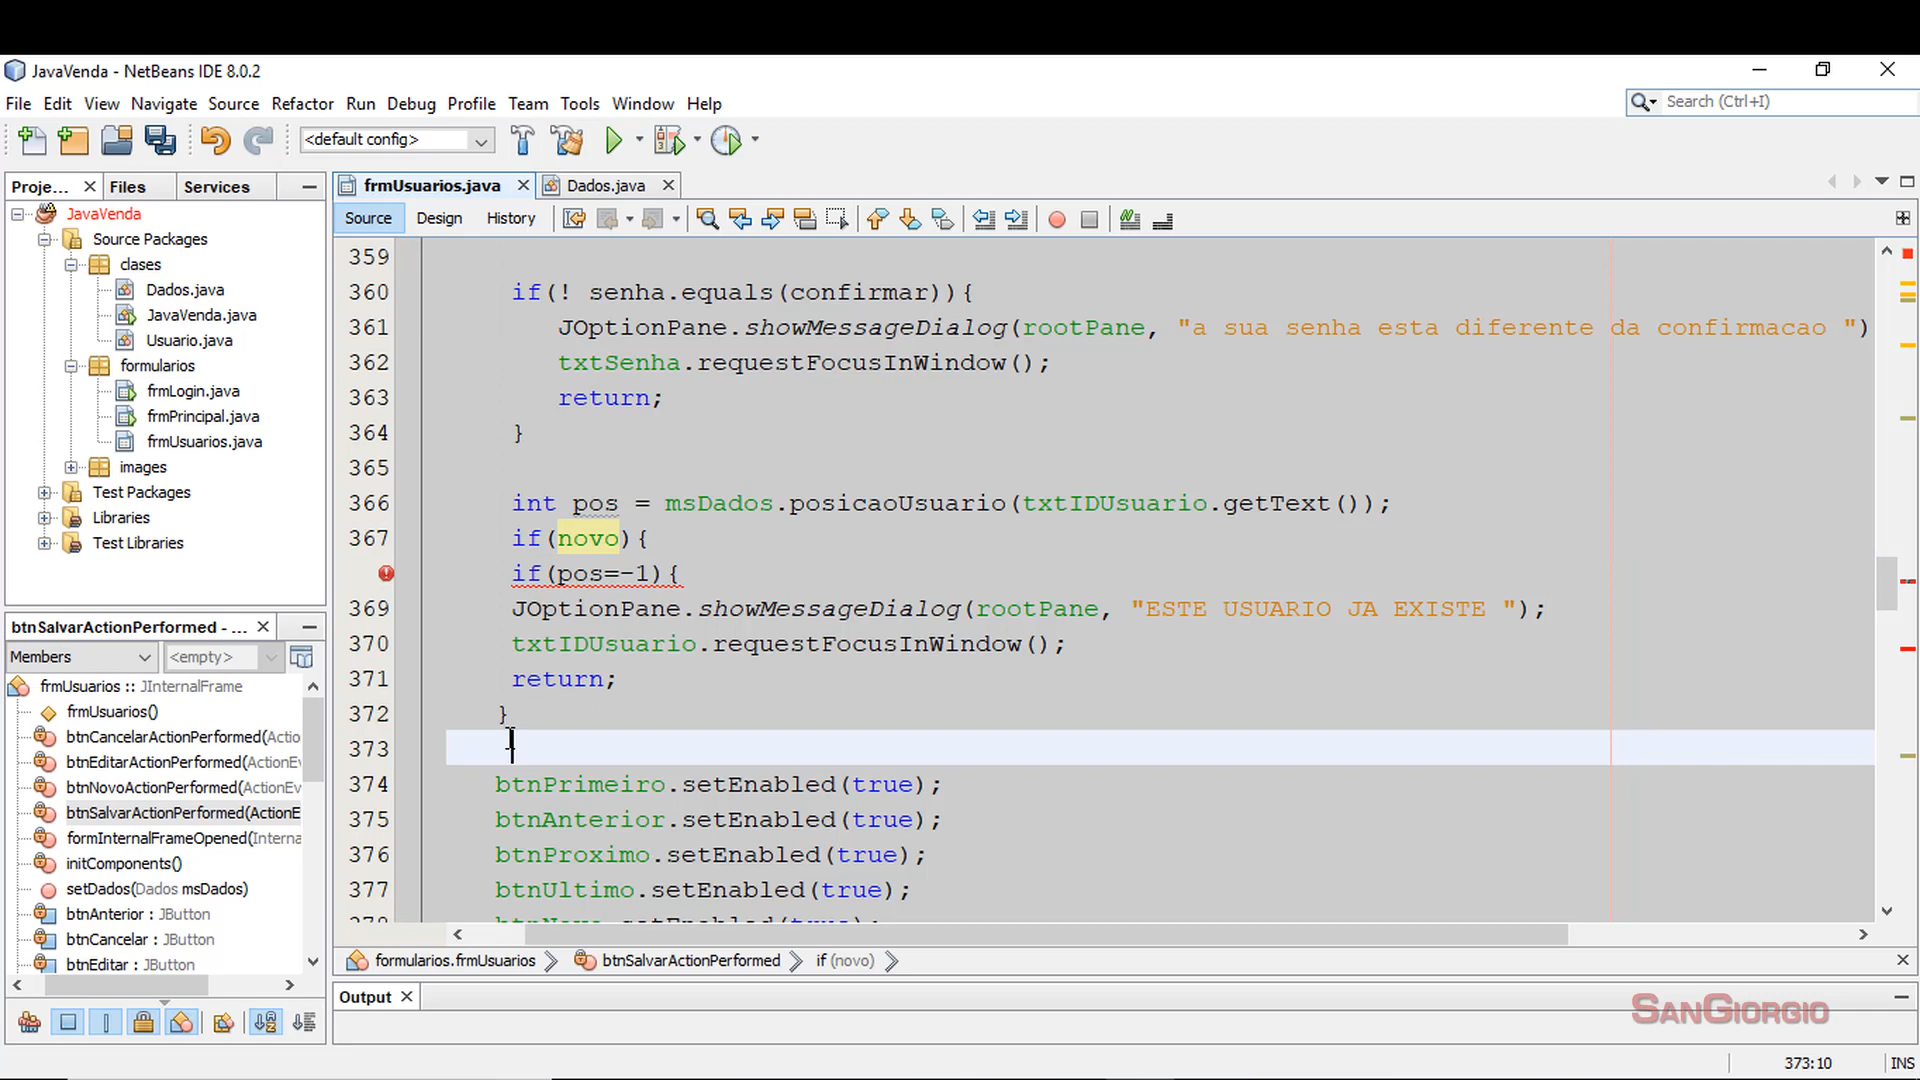 JavaVenda - NetBeans IDE 8.0.2
File Edit View Navigate Source Refactor Run Debug Profile Team Tools Window Help
Search (Ctrl+I)
<default config>
Proje... Files Services
frmUsuarios.java Dados.java
Source Design History
JavaVenda
Source Packages
clases
Dados.java
JavaVenda.java
Usuario.java
formularios
frmLogin.java
frmPrincipal.java
frmUsuarios.java
images
Test Packages
Libraries
Test Libraries
btnSalvarActionPerformed - ...
Members <empty>
frmUsuarios :: JInternalFrame
frmUsuarios()
btnCancelarActionPerformed(Actio
btnEditarActionPerformed(ActionEv
btnNovoActionPerformed(ActionEv
btnSalvarActionPerformed(ActionE
formInternalFrameOpened(Interna
initComponents()
setDados(Dados msDados)
btnAnterior : JButton
btnCancelar : JButton
btnEditar : JButton
359
360 if(! senha.equals(confirmar)){
361 JOptionPane.showMessageDialog(rootPane, "a sua senha esta diferente da confirmacao ")
362 txtSenha.requestFocusInWindow();
363 return;
364 }
365
366 int pos = msDados.posicaoUsuario(txtIDUsuario.getText());
367 if(novo){
if(pos=-1){
369 JOptionPane.showMessageDialog(rootPane, "ESTE USUARIO JA EXISTE ");
370 txtIDUsuario.requestFocusInWindow();
371 return;
372 }
373
374 btnPrimeiro.setEnabled(true);
375 btnAnterior.setEnabled(true);
376 btnProximo.setEnabled(true);
377 btnUltimo.setEnabled(true);
378 btnNovo.setEnabled(true);
formularios.frmUsuarios btnSalvarActionPerformed if (novo)
Output
SANGIORGIO
373:10 INS